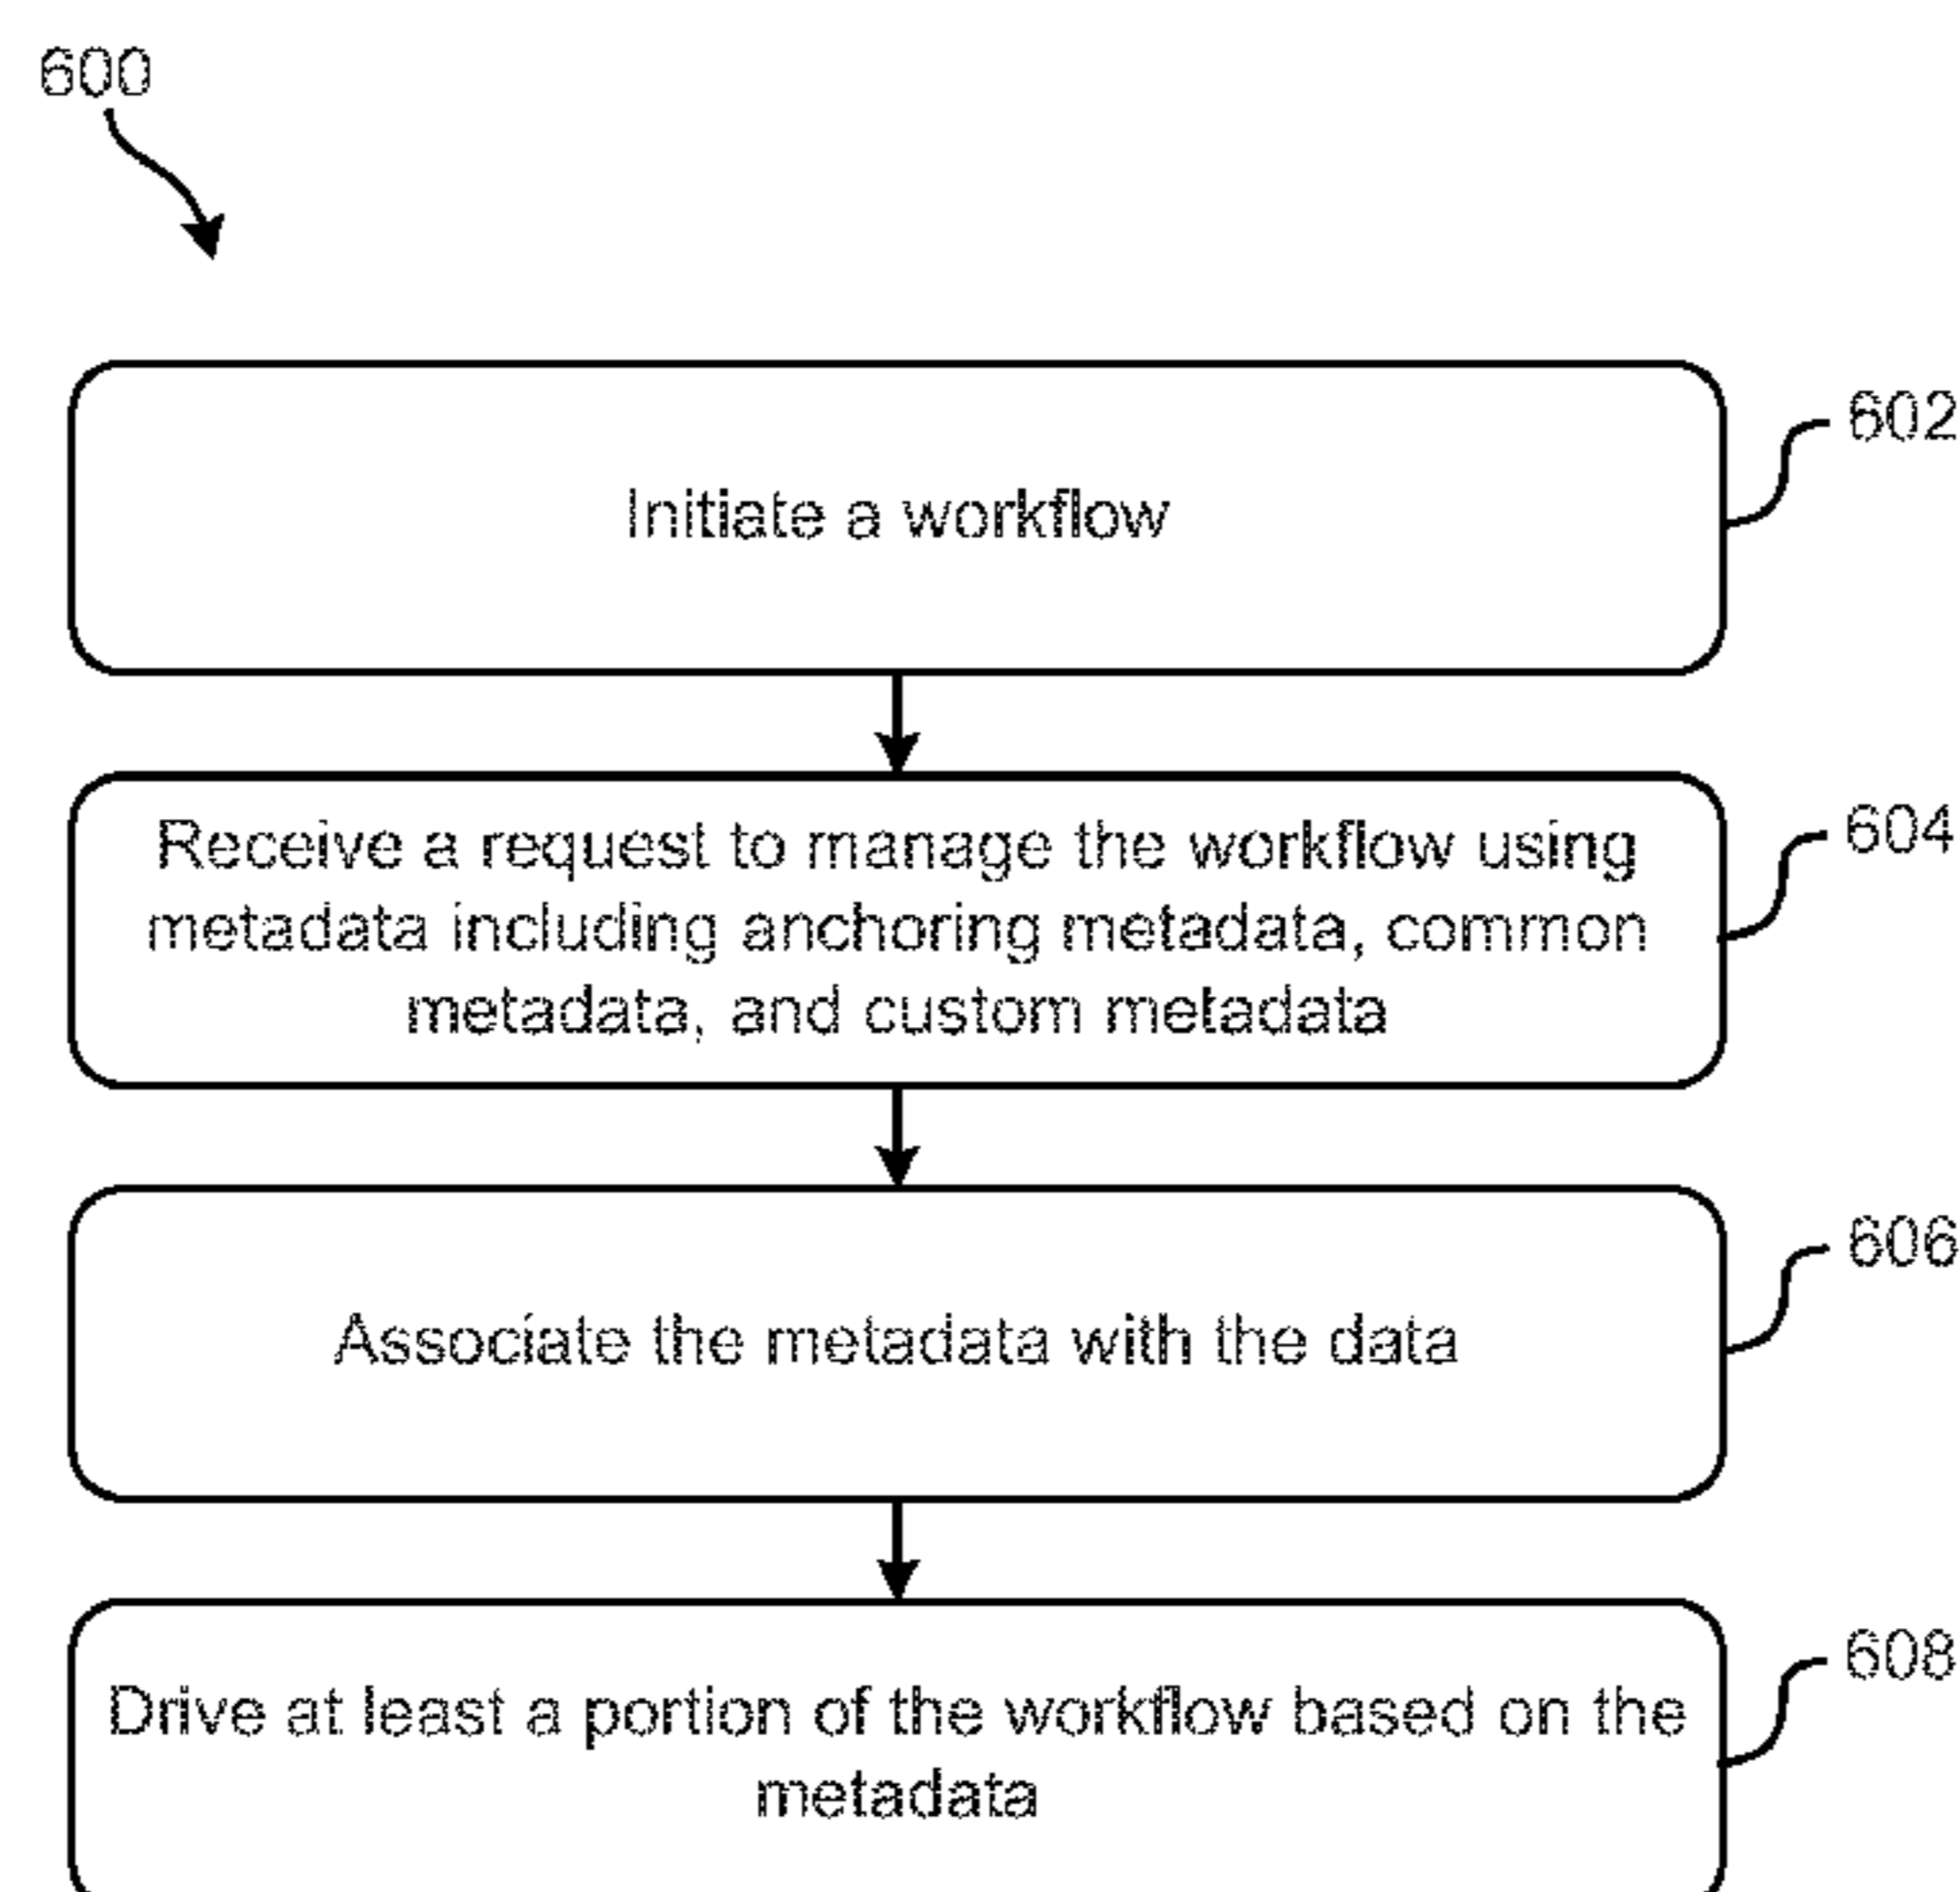 600
Initiate a workflow
602
Receive a request to manage the workflow using
metadata including anchoring metadata, common
metadata, and custom metadata
604
Associate the metadata with the data
606
Drive at least a portion of the workflow based on the
metadata
608